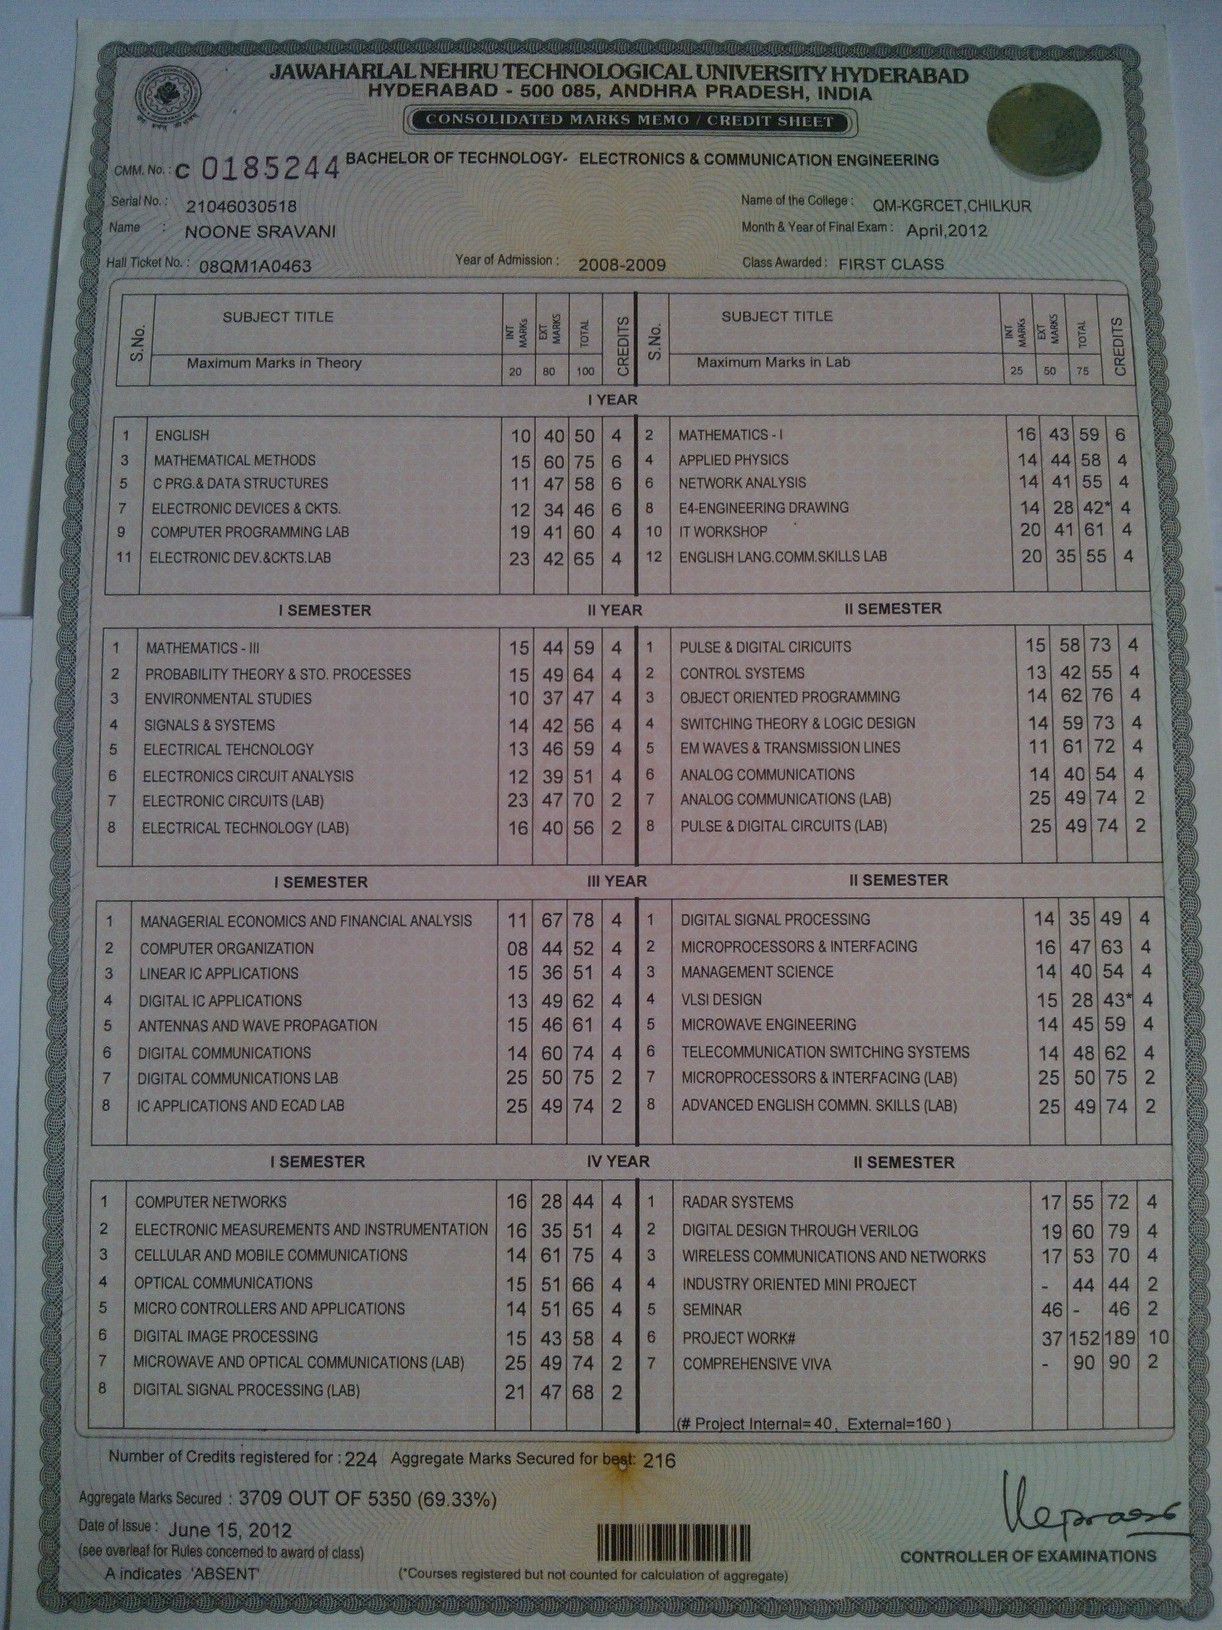 JAWAHARLAL NEHRU TECHNOLOGICAL UNIVERSITY HYDERABAD
HYDERABAD - 500 085, ANDHRA PRADESH, INDIA
CONSOLIDATED MARKS MEMO / CREDIT SHEET
CMM. No. : C 0185244 BACHELOR OF TECHNOLOGY- ELECTRONICS & COMMUNICATION ENGINEERING
Serial No. : 21046030518 Name of the College : QM-KGRCET,CHILKUR
Name : NOONE SRAVANI Month & Year of Final Exam : April,2012
Hall Ticket No. : 08QM1A0463 Year of Admission : 2008-2009 Class Awarded : FIRST CLASS
S.No. SUBJECT TITLE INT MARKs EXT MARKS TOTAL CREDITS S.No. SUBJECT TITLE INT MARKs EXT MARKS TOTAL CREDITS
Maximum Marks in Theory 20 80 100 Maximum Marks in Lab 25 50 75
I YEAR
1 ENGLISH 10 40 50 4 2 MATHEMATICS - I 16 43 59 6
3 MATHEMATICAL METHODS 15 60 75 6 4 APPLIED PHYSICS 14 44 58 4
5 C PRG.& DATA STRUCTURES 11 47 58 6 6 NETWORK ANALYSIS 14 41 55 4
7 ELECTRONIC DEVICES & CKTS. 12 34 46 6 8 E4-ENGINEERING DRAWING 14 28 42* 4
9 COMPUTER PROGRAMMING LAB 19 41 60 4 10 IT WORKSHOP 20 41 61 4
11 ELECTRONIC DEV.&CKTS.LAB 23 42 65 4 12 ENGLISH LANG.COMM.SKILLS LAB 20 35 55 4
I SEMESTER II YEAR II SEMESTER
1 MATHEMATICS - III 15 44 59 4 1 PULSE & DIGITAL CIRICUITS 15 58 73 4
2 PROBABILITY THEORY & STO. PROCESSES 15 49 64 4 2 CONTROL SYSTEMS 13 42 55 4
3 ENVIRONMENTAL STUDIES 10 37 47 4 3 OBJECT ORIENTED PROGRAMMING 14 62 76 4
4 SIGNALS & SYSTEMS 14 42 56 4 4 SWITCHING THEORY & LOGIC DESIGN 14 59 73 4
5 ELECTRICAL TEHCNOLOGY 13 46 59 4 5 EM WAVES & TRANSMISSION LINES 11 61 72 4
6 ELECTRONICS CIRCUIT ANALYSIS 12 39 51 4 6 ANALOG COMMUNICATIONS 14 40 54 4
7 ELECTRONIC CIRCUITS (LAB) 23 47 70 2 7 ANALOG COMMUNICATIONS (LAB) 25 49 74 2
8 ELECTRICAL TECHNOLOGY (LAB) 16 40 56 2 8 PULSE & DIGITAL CIRCUITS (LAB) 25 49 74 2
I SEMESTER III YEAR II SEMESTER
1 MANAGERIAL ECONOMICS AND FINANCIAL ANALYSIS 11 67 78 4 1 DIGITAL SIGNAL PROCESSING 14 35 49 4
2 COMPUTER ORGANIZATION 08 44 52 4 2 MICROPROCESSORS & INTERFACING 16 47 63 4
3 LINEAR IC APPLICATIONS 15 36 51 4 3 MANAGEMENT SCIENCE 14 40 54 4
4 DIGITAL IC APPLICATIONS 13 49 62 4 4 VLSI DESIGN 15 28 43* 4
5 ANTENNAS AND WAVE PROPAGATION 15 46 61 4 5 MICROWAVE ENGINEERING 14 45 59 4
6 DIGITAL COMMUNICATIONS 14 60 74 4 6 TELECOMMUNICATION SWITCHING SYSTEMS 14 48 62 4
7 DIGITAL COMMUNICATIONS LAB 25 50 75 2 7 MICROPROCESSORS & INTERFACING (LAB) 25 50 75 2
8 IC APPLICATIONS AND ECAD LAB 25 49 74 2 8 ADVANCED ENGLISH COMMN. SKILLS (LAB) 25 49 74 2
I SEMESTER IV YEAR II SEMESTER
1 COMPUTER NETWORKS 16 28 44 4 1 RADAR SYSTEMS 17 55 72 4
2 ELECTRONIC MEASUREMENTS AND INSTRUMENTATION 16 35 51 4 2 DIGITAL DESIGN THROUGH VERILOG 19 60 79 4
3 CELLULAR AND MOBILE COMMUNICATIONS 14 61 75 4 3 WIRELESS COMMUNICATIONS AND NETWORKS 17 53 70 4
4 OPTICAL COMMUNICATIONS 15 51 66 4 4 INDUSTRY ORIENTED MINI PROJECT - 44 44 2
5 MICRO CONTROLLERS AND APPLICATIONS 14 51 65 4 5 SEMINAR 46 - 46 2
6 DIGITAL IMAGE PROCESSING 15 43 58 4 6 PROJECT WORK# 37 152 189 10
7 MICROWAVE AND OPTICAL COMMUNICATIONS (LAB) 25 49 74 2 7 COMPREHENSIVE VIVA - 90 90 2
8 DIGITAL SIGNAL PROCESSING (LAB) 21 47 68 2
(# Project Internal=40, External=160 )
Number of Credits registered for : 224 Aggregate Marks Secured for best: 216
Aggregate Marks Secured : 3709 OUT OF 5350 (69.33%)
Date of Issue : June 15, 2012
(see overleaf for Rules concerned to award of class)
CONTROLLER OF EXAMINATIONS
A indicates 'ABSENT' (*Courses registered but not counted for calculation of aggregate)